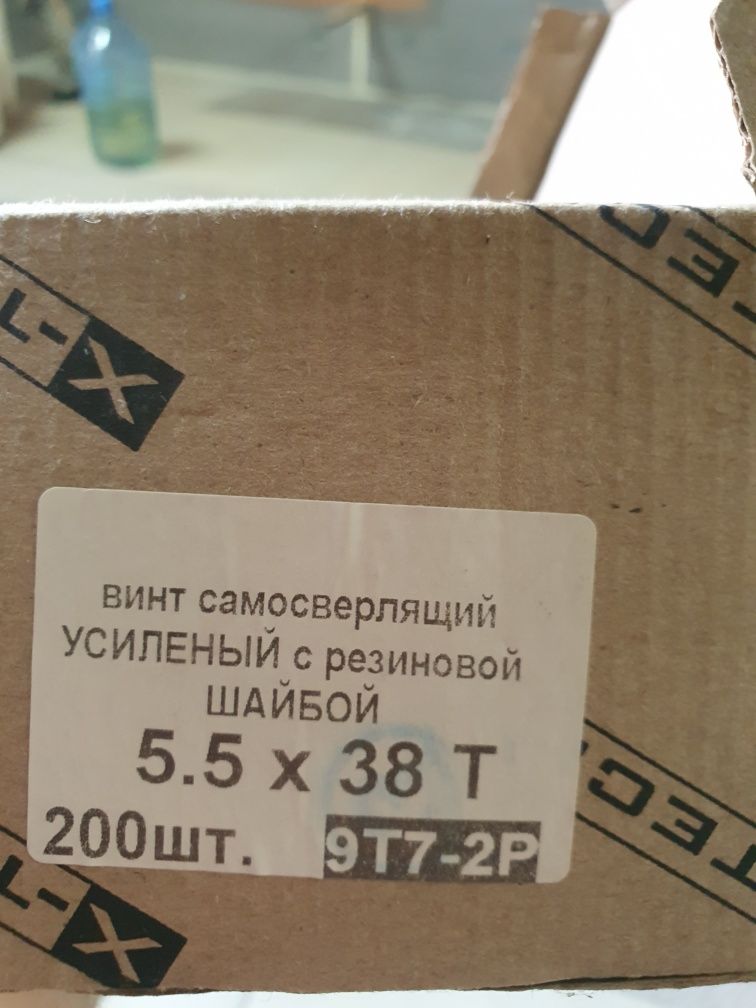 винт самосверлящий
УСИЛЕНЫЙ с резиновой
ШАЙБОЙ
5.5 x 38 T
200шт. 9T7-2P